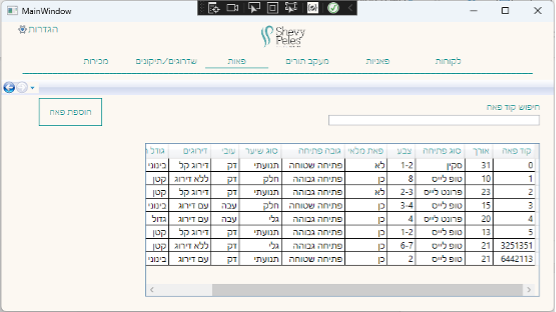 MainWindow
הגדרות
Shevy
Peles
לקוחות פאניות מעקב תורים פאות שדרוגים/תיקונים מכירות
הוספת פאה
חיפוש קוד פאה
קוד פאה אורך סוג פתיחה צבע פאת מלאי גובה פתיחה סוג שיער עובי דירוגים גודל
0 31 סקין 1-2 לא פתיחה שטוחה תנועתי דק דירוג קל בינוני
1 10 טופ לייס 8 כן פתיחה גבוהה חלק דק ללא דירוג קטן
2 23 פרונט לייס 2-3 לא פתיחה גבוהה תנועתי דק דירוג קל קטן
3 15 טופ לייס 3-4 כן פתיחה שטוחה חלק עבה עם דירוג בינוני
4 20 פרונט לייס 4 כן פתיחה גבוהה גלי עבה עם דירוג גדול
5 13 טופ לייס 1-2 כן פתיחה גבוהה תנועתי דק דירוג קל קטן
3251351 21 טופ לייס 6-7 כן פתיחה גבוהה גלי דק ללא דירוג קטן
6442113 21 טופ לייס 2 כן פתיחה שטוחה תנועתי דק עם דירוג בינוני